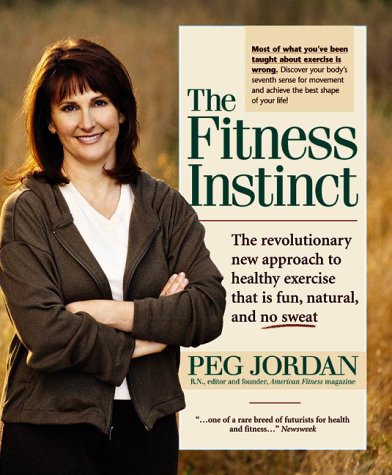 Most of what you've been
taught about exercise is
wrong. Discover your body's
seventh sense for movement
and achieve the best shape
of your life!
The
Fitness
Instinct
The revolutionary
new approach to
healthy exercise
that is fun, natural,
and no sweat
PEG JORDAN
R.N., editor and founder, American Fitness magazine
"...one of a rare breed of futurists for health
and fitness..." Newsweek